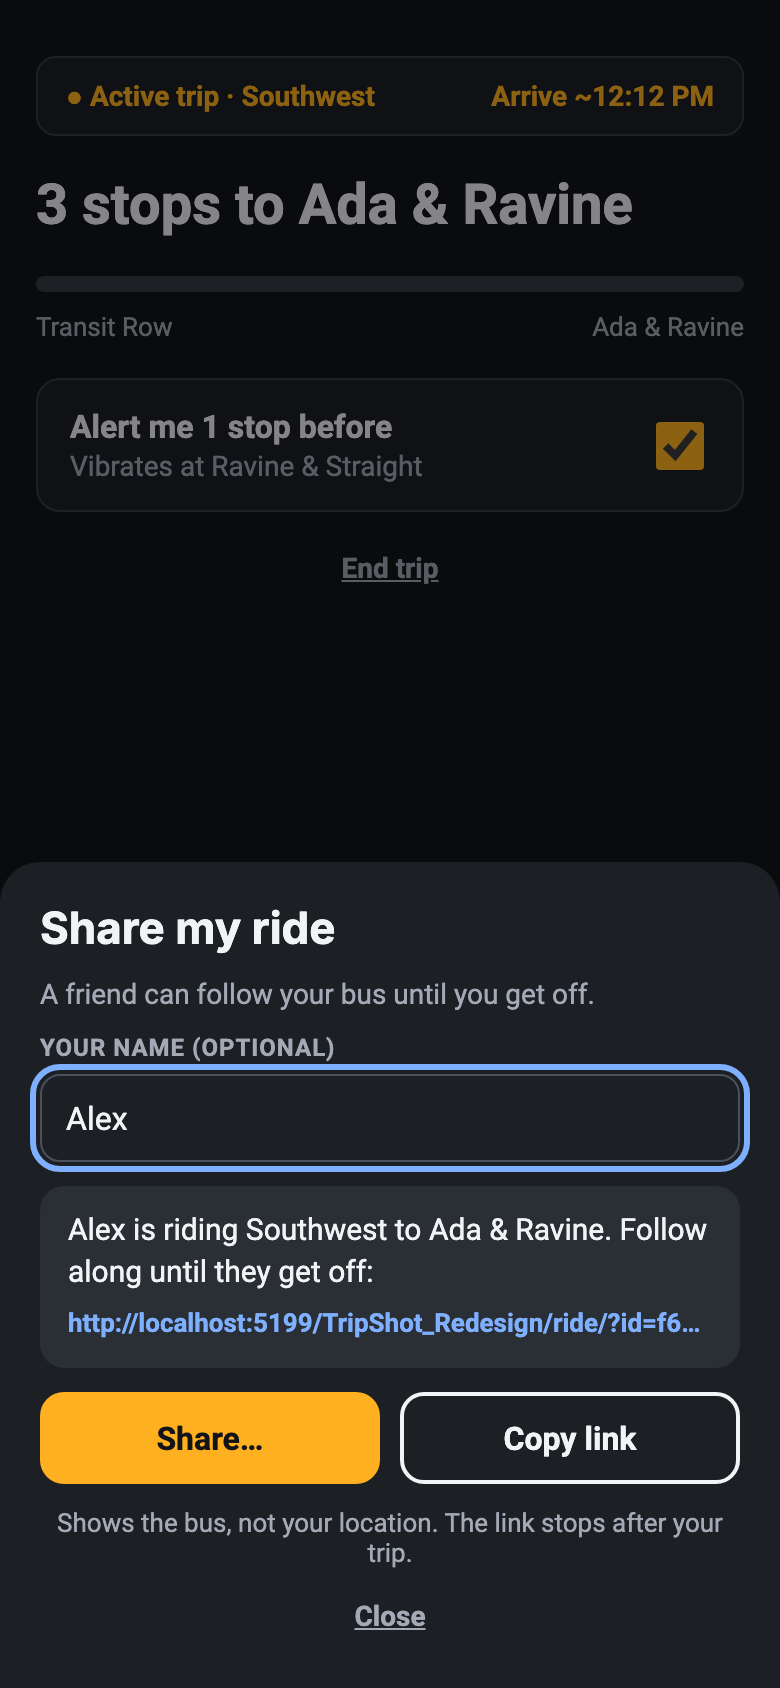 Active trip · Southwest
Arrive ~12:12 PM
3 stops to Ada & Ravine
Transit Row
Ada & Ravine
Alert me 1 stop before
Vibrates at Ravine & Straight
End trip
Share my ride
A friend can follow your bus until you get off.
YOUR NAME (OPTIONAL)
Alex
Alex is riding Southwest to Ada & Ravine. Follow
along until they get off:
http://localhost:5199/TripShot_Redesign/ride/?id=f6...
Share...
Copy link
Shows the bus, not your location. The link stops after your
trip.
Close